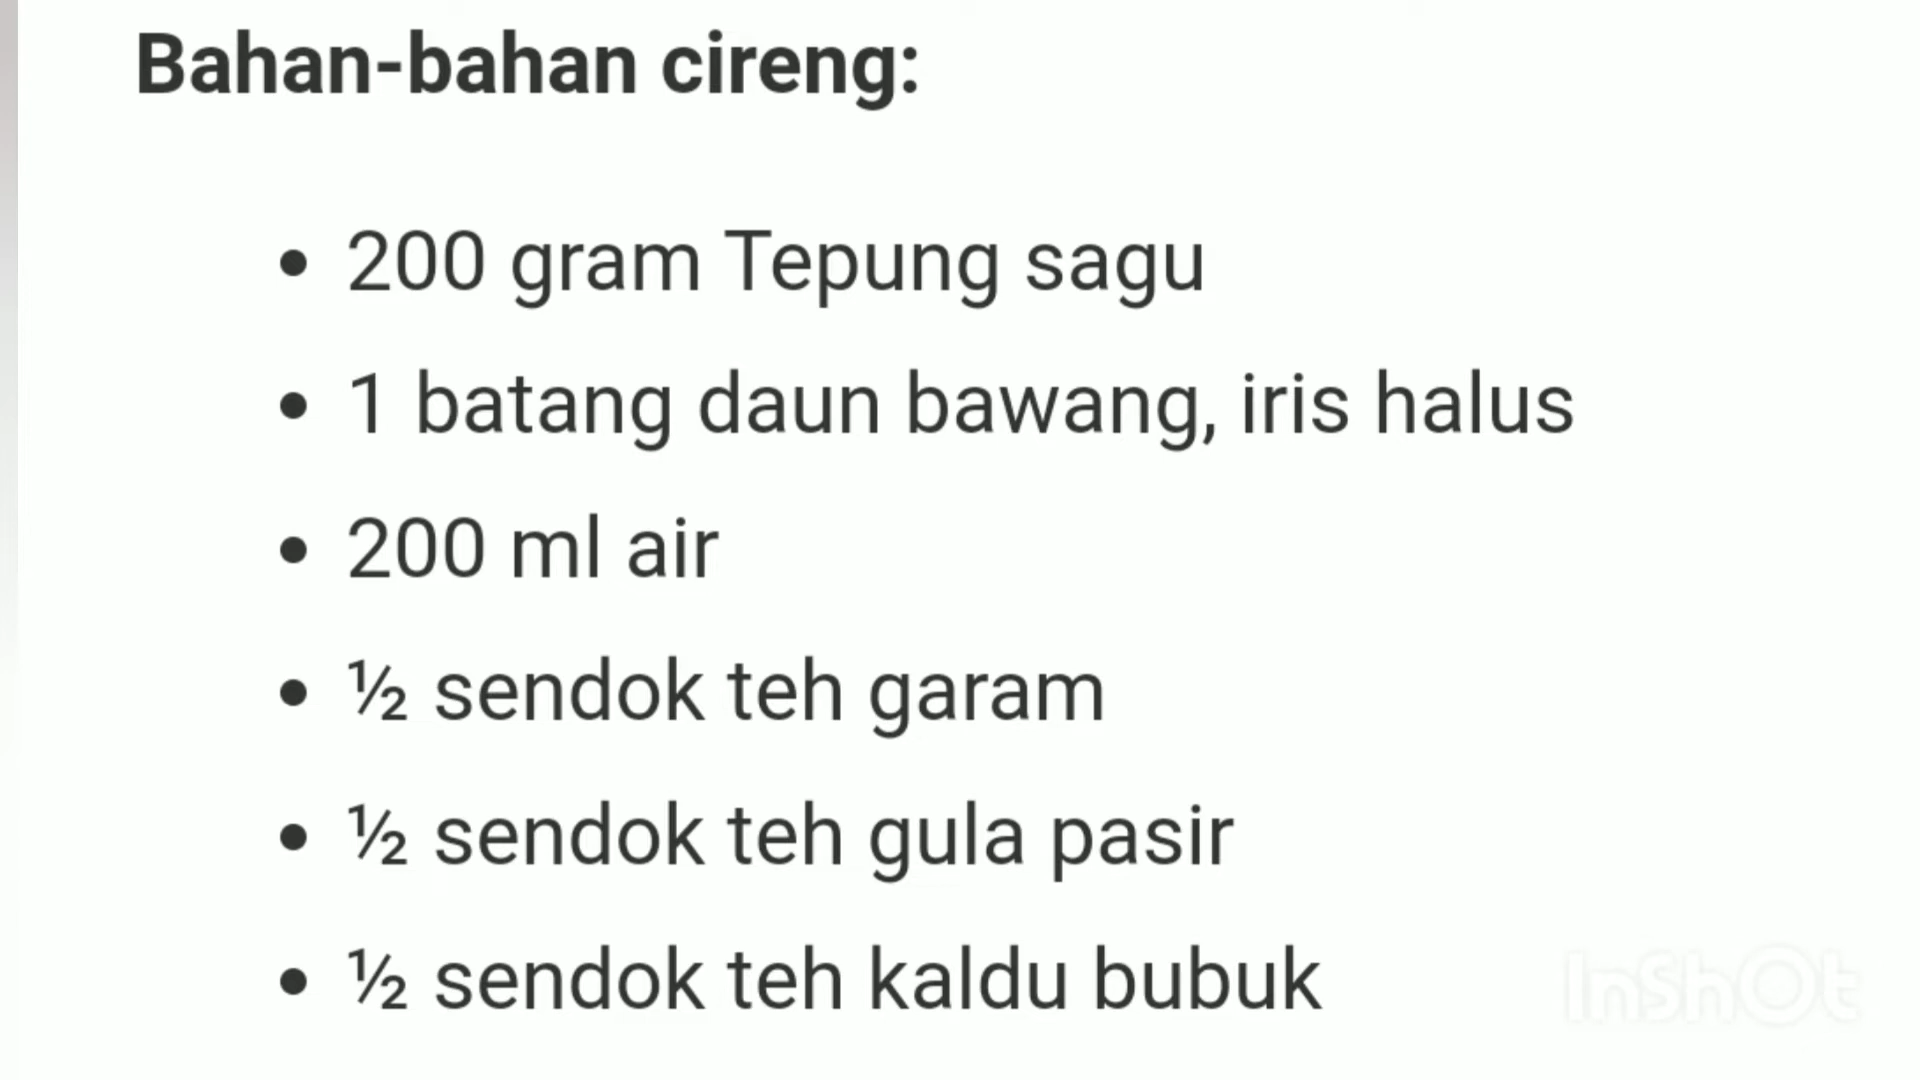 Bahan-bahan cireng:
• 200 gram Tepung sagu
• 1 batang daun bawang, iris halus
• 200 ml air
• ½ sendok teh garam
• ½ sendok teh gula pasir
• ½ sendok teh kaldu bubuk
InShOt